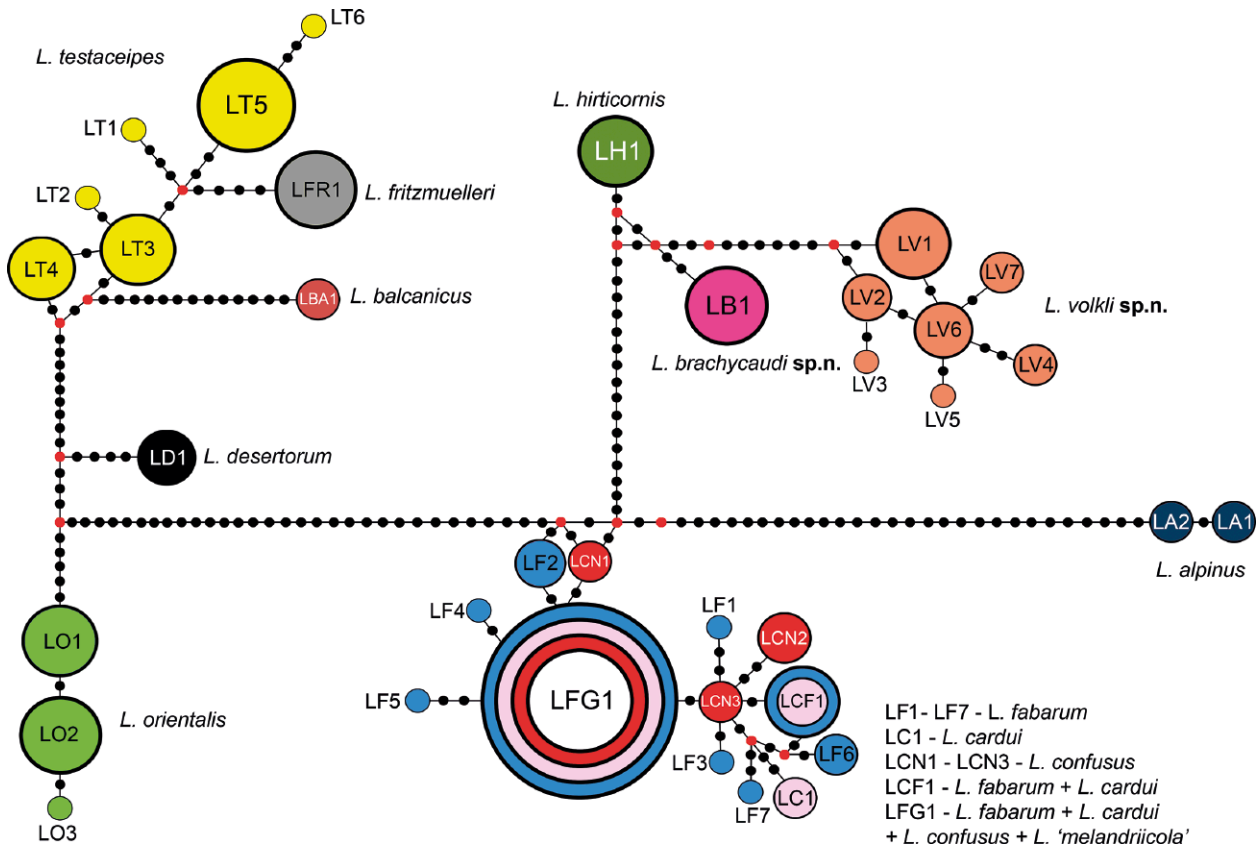 LT6
L. testaceipes
LT5
L. hirticornis
LT1
LH1
LFR1
L. fritzmuelleri
LT2
LT3
LT4
LV1
LV7
LBA1
L. balcanicus
LB1
LV2
L. volkli sp.n.
LV6
L. brachycaudi sp.n.
LV4
LV3
LV5
LD1
L. desertorum
LA2
LA1
LF2
LCN1
L. alpinus
LF4
LF1
LO1
LCN2
LFG1
LCN3
LCF1
LF5
LO2
L. orientalis
LF1- LF7 - L. fabarum
LC1 - L. cardui
LF6
LF3
LCN1 - LCN3 - L. confusus
LC1
LCF1 - L. fabarum + L. cardui
LF7
LO3
LFG1 - L. fabarum + L. cardui
+ L. confusus + L. ‘melandriicola’